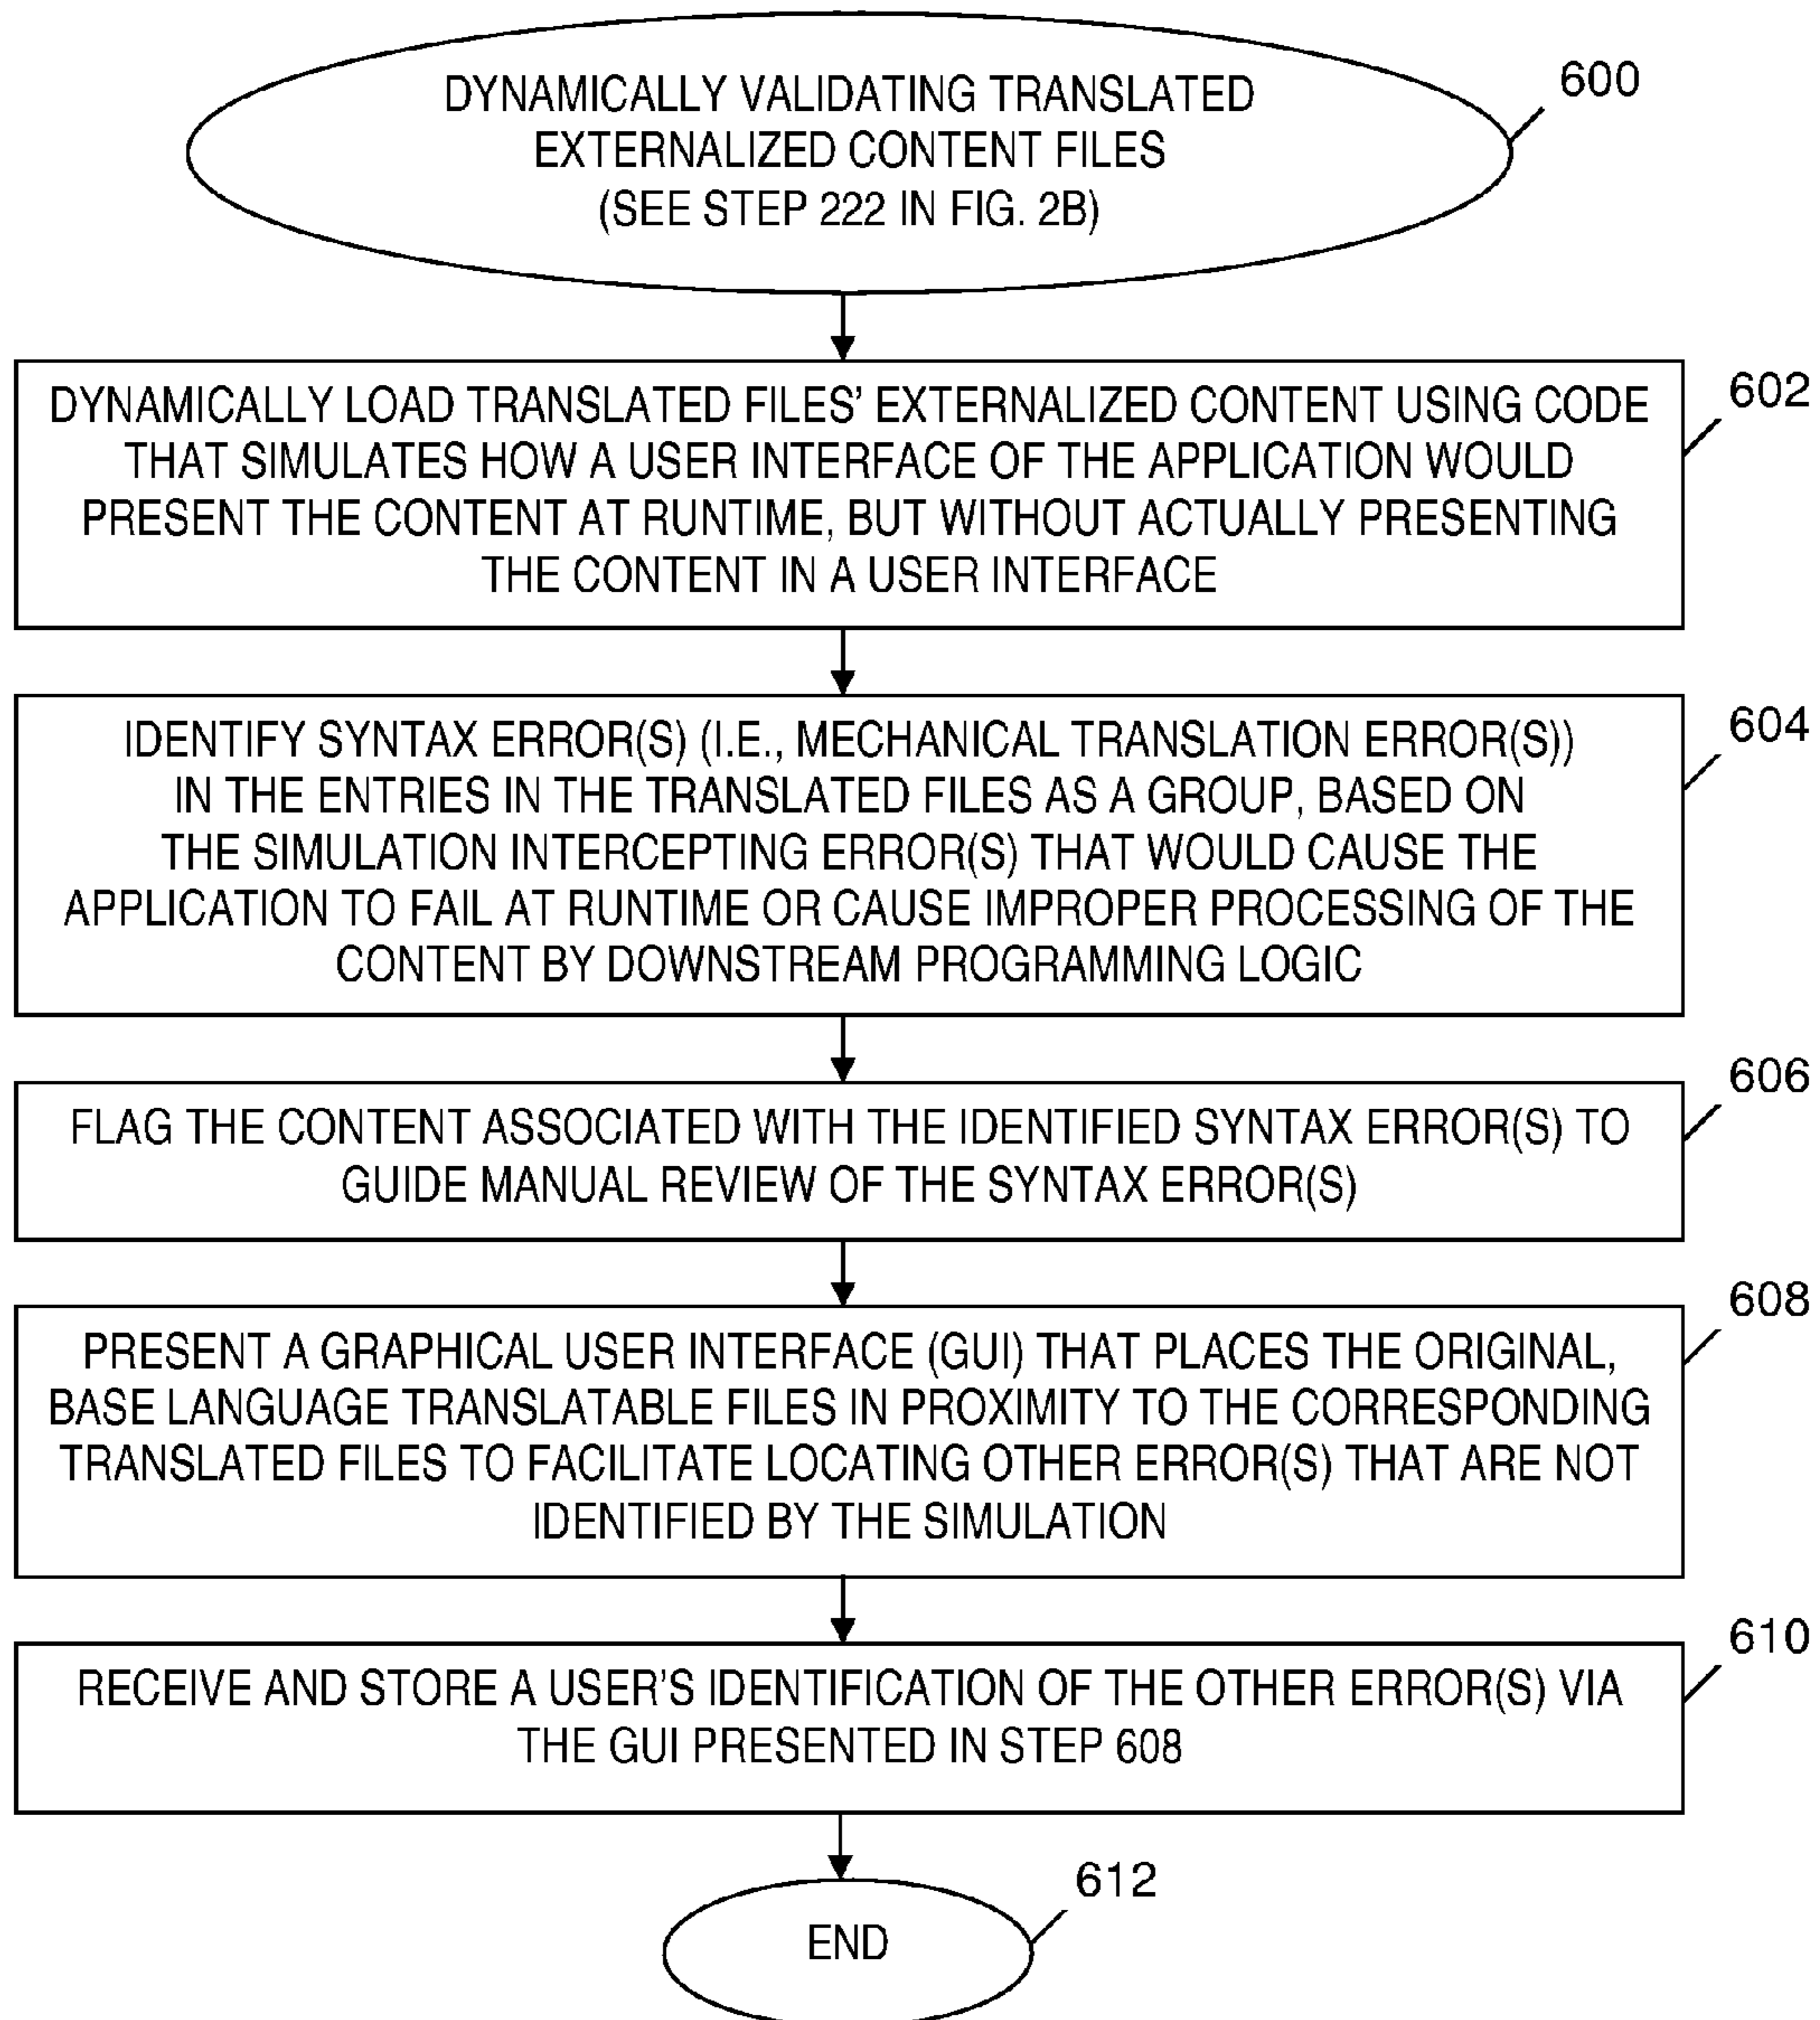 DYNAMICALLY VALIDATING TRANSLATED
EXTERNALIZED CONTENT FILES
(SEE STEP 222 IN FIG. 2B)
600
DYNAMICALLY LOAD TRANSLATED FILES’ EXTERNALIZED CONTENT USING CODE
THAT SIMULATES HOW A USER INTERFACE OF THE APPLICATION WOULD
PRESENT THE CONTENT AT RUNTIME, BUT WITHOUT ACTUALLY PRESENTING
THE CONTENT IN A USER INTERFACE
602
IDENTIFY SYNTAX ERROR(S) (I.E., MECHANICAL TRANSLATION ERROR(S))
IN THE ENTRIES IN THE TRANSLATED FILES AS A GROUP, BASED ON
THE SIMULATION INTERCEPTING ERROR(S) THAT WOULD CAUSE THE
APPLICATION TO FAIL AT RUNTIME OR CAUSE IMPROPER PROCESSING OF THE
CONTENT BY DOWNSTREAM PROGRAMMING LOGIC
604
FLAG THE CONTENT ASSOCIATED WITH THE IDENTIFIED SYNTAX ERROR(S) TO
GUIDE MANUAL REVIEW OF THE SYNTAX ERROR(S)
606
PRESENT A GRAPHICAL USER INTERFACE (GUI) THAT PLACES THE ORIGINAL,
BASE LANGUAGE TRANSLATABLE FILES IN PROXIMITY TO THE CORRESPONDING
TRANSLATED FILES TO FACILITATE LOCATING OTHER ERROR(S) THAT ARE NOT
IDENTIFIED BY THE SIMULATION
608
RECEIVE AND STORE A USER’S IDENTIFICATION OF THE OTHER ERROR(S) VIA
THE GUI PRESENTED IN STEP 608
610
END
612